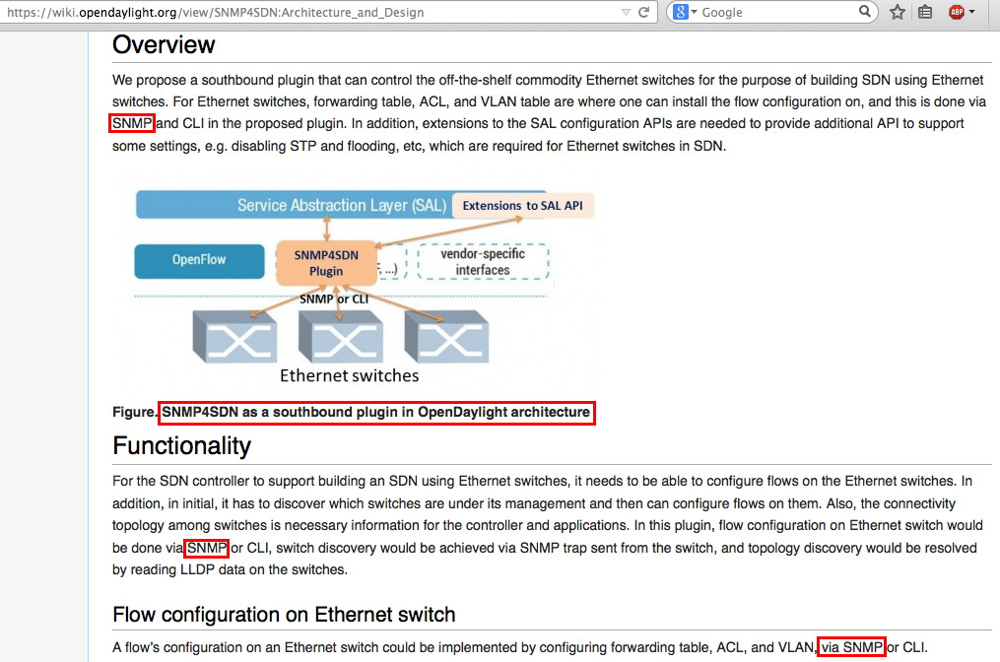 https://wiki.opendaylight.org/view/SNMP4SDN:Architecture_and_Design
8
Google
ABP
Overview
We propose a southbound plugin that can control the off-the-shelf commodity Ethernet switches for the purpose of building SDN using Ethernet
switches. For Ethernet switches, forwarding table, ACL, and VLAN table are where one can install the flow configuration on, and this is done via
SNMP and CLI in the proposed plugin. In addition, extensions to the SAL configuration APIs are needed to provide additional API to support
some settings, e.g. disabling STP and flooding, etc, which are required for Ethernet switches in SDN.
Service Abstraction Layer (SAL)
Extensions to SAL API
OpenFlow
SNMP4SDN
Plugin
, ...)
vendor-specific
interfaces
SNMP or CLI
Ethernet switches
Figure. SNMP4SDN as a southbound plugin in OpenDaylight architecture
Functionality
For the SDN controller to support building an SDN using Ethernet switches, it needs to be able to configure flows on the Ethernet switches. In
addition, in initial, it has to discover which switches are under its management and then can configure flows on them. Also, the connectivity
topology among switches is necessary information for the controller and applications. In this plugin, flow configuration on Ethernet switch would
be done via SNMP or CLI, switch discovery would be achieved via SNMP trap sent from the switch, and topology discovery would be resolved
by reading LLDP data on the switches.
Flow configuration on Ethernet switch
A flow's configuration on an Ethernet switch could be implemented by configuring forwarding table, ACL, and VLAN, via SNMP or CLI.